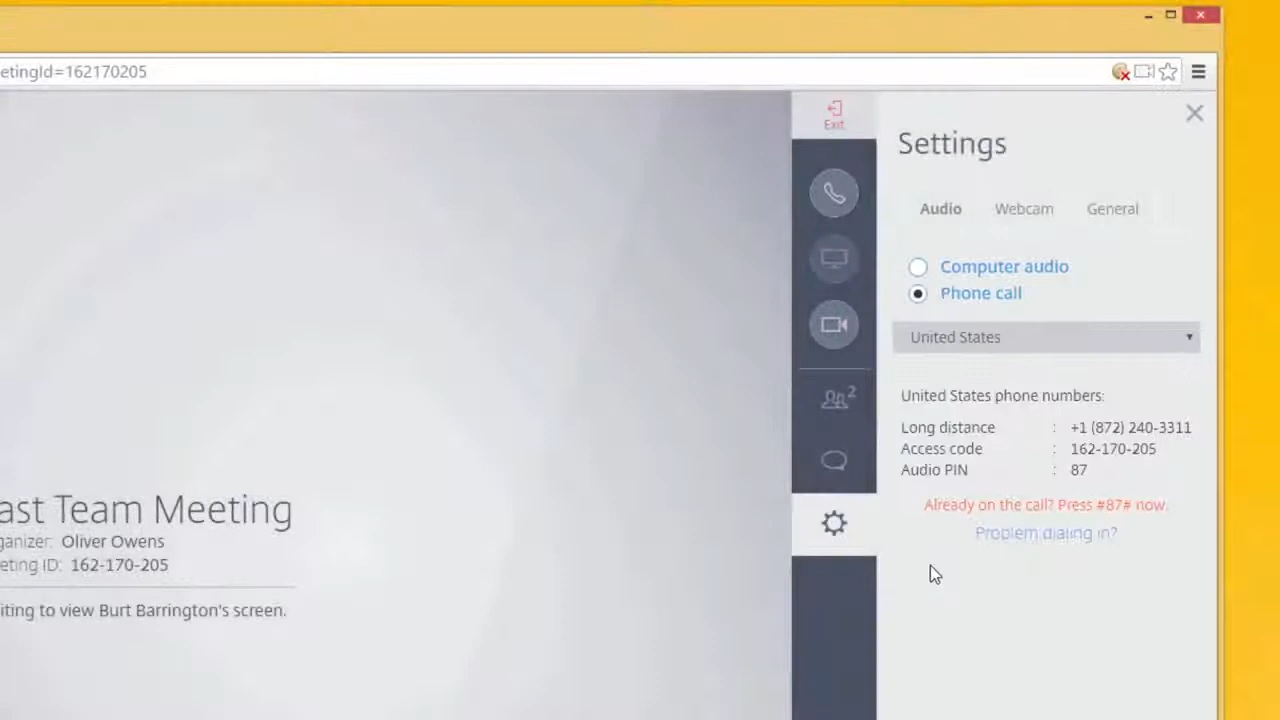 etingId=162170205
Exit
Settings
Audio Webcam General
Computer audio
Phone call
United States
2
United States phone numbers:
Long distance : +1 (872) 240-3311
Access code : 162-170-205
Audio PIN : 87
Already on the call? Press #87# now.
Problem dialing in?
ast Team Meeting
ganizer: Oliver Owens
eting ID: 162-170-205
iting to view Burt Barrington's screen.